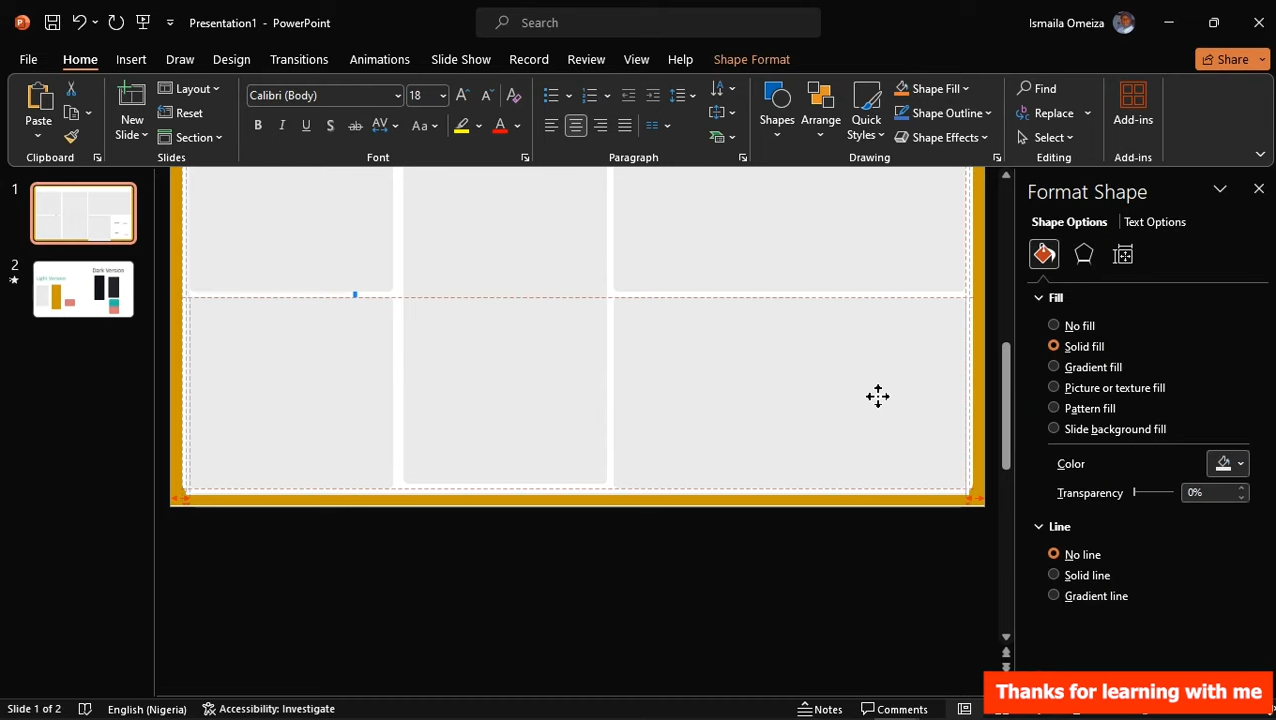 Presentation1 - PowerPoint
Search
Ismaila Omeiza
File Home Insert Draw Design Transitions Animations Slide Show Record Review View Help Shape Format
Share
Paste
Clipboard
New
Slide
Layout
Reset
Section
Slides
Calibri (Body) 18
B I U S ab AV Aa A
Font
Paragraph
Shapes
Arrange
Quick
Styles
Shape Fill
Shape Outline
Shape Effects
Drawing
Find
Replace
Select
Editing
Add-ins
Add-ins
1
2
Light Version
Dark Version
Format Shape
Shape Options Text Options
Fill
No fill
Solid fill
Gradient fill
Picture or texture fill
Pattern fill
Slide background fill
Color
Transparency 0%
Line
No line
Solid line
Gradient line
Thanks for learning with me
Slide 1 of 2 English (Nigeria) Accessibility: Investigate Notes Comments